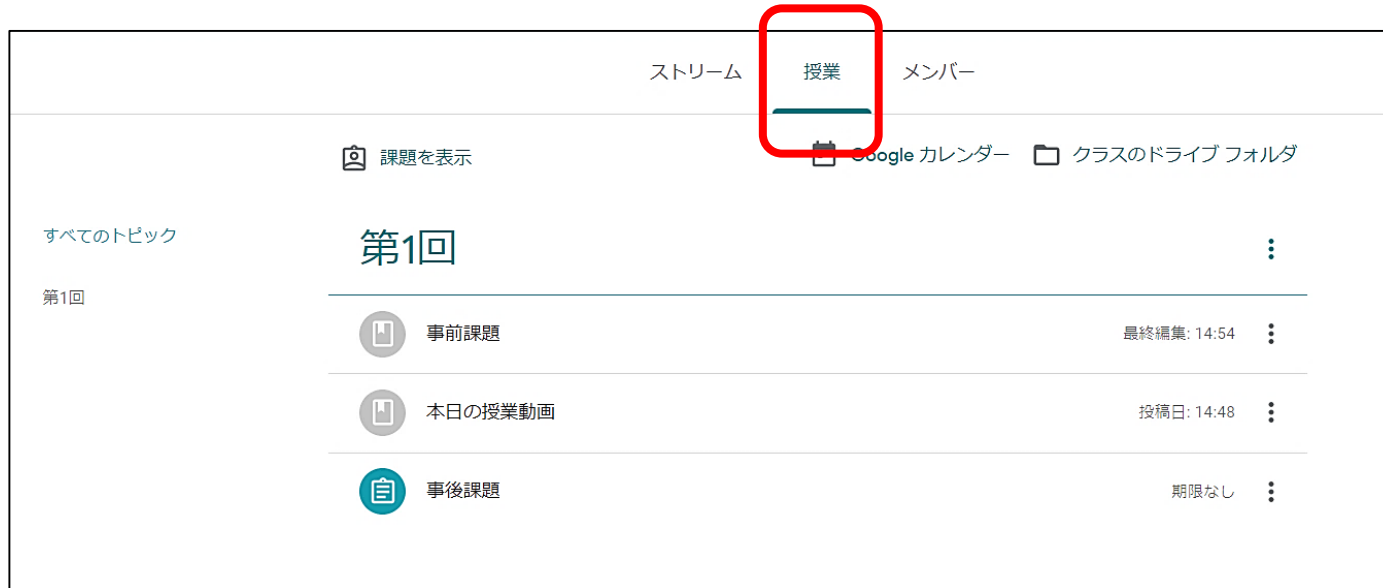 ストリーム 授業 メンバー
課題を表示 Google カレンダー クラスのドライブ フォルダ
すべてのトピック
第1回
第1回
事前課題 最終編集: 14:54
本日の授業動画 投稿日: 14:48
事後課題 期限なし